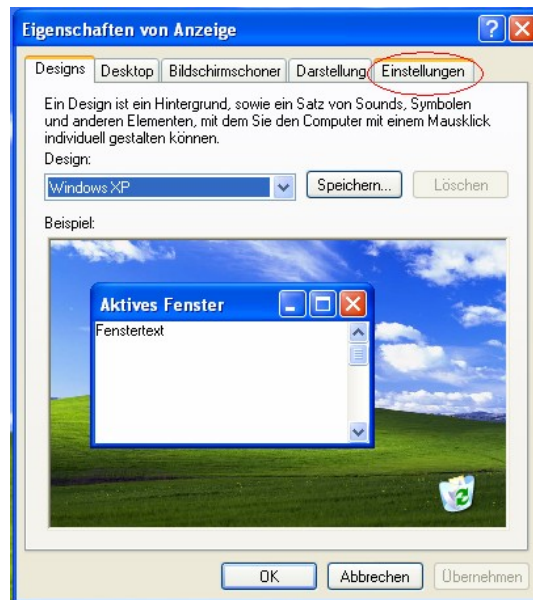 Eigenschaften von Anzeige
Designs Desktop Bildschirmschoner Darstellung Einstellungen
Ein Design ist ein Hintergrund, sowie ein Satz von Sounds, Symbolen
und anderen Elementen, mit dem Sie den Computer mit einem Mausklick
individuell gestalten können.
Design:
Windows XP Speichern... Löschen
Beispiel:
Aktives Fenster
Fenstertext
OK Abbrechen Übernehmen